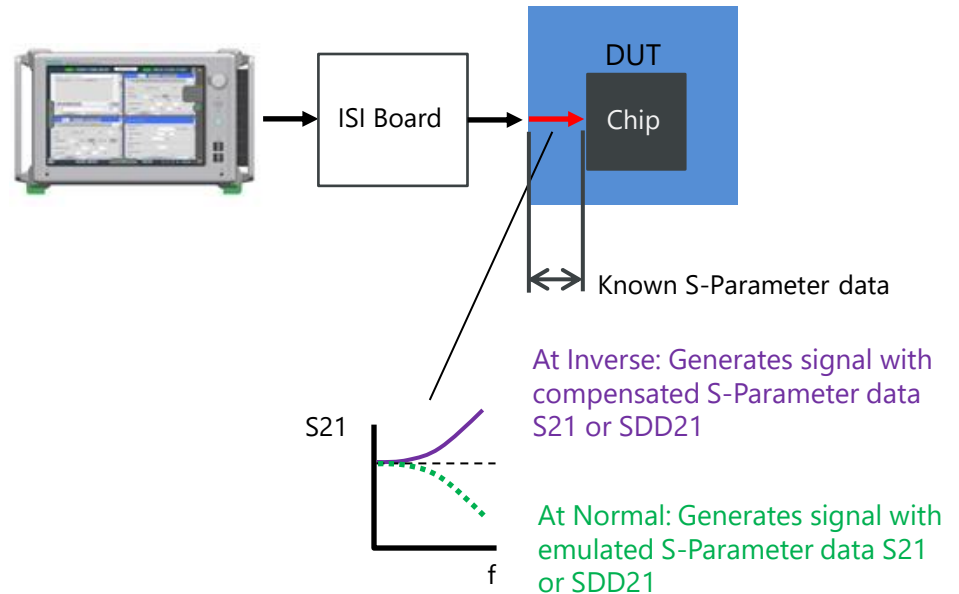 DUT
ISI Board
Chip
Known S-Parameter data
At Inverse: Generates signal with
compensated S-Parameter data
S21 or SDD21
S21
At Normal: Generates signal with
emulated S-Parameter data S21
or SDD21
f